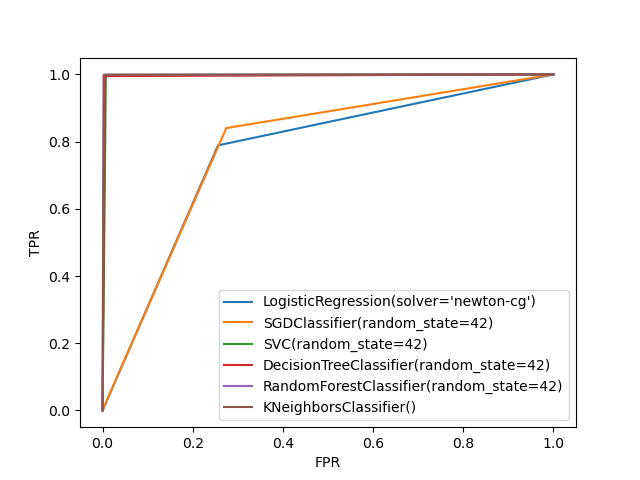 1.0
0.8
0.6
0.4
0.2
0.0
TPR
LogisticRegression(solver='newton-cg')
SGDClassifier(random_state=42)
SVC(random_state=42)
DecisionTreeClassifier(random_state=42)
RandomForestClassifier(random_state=42)
KNeighborsClassifier()
0.0 0.2 0.4 0.6 0.8 1.0
FPR